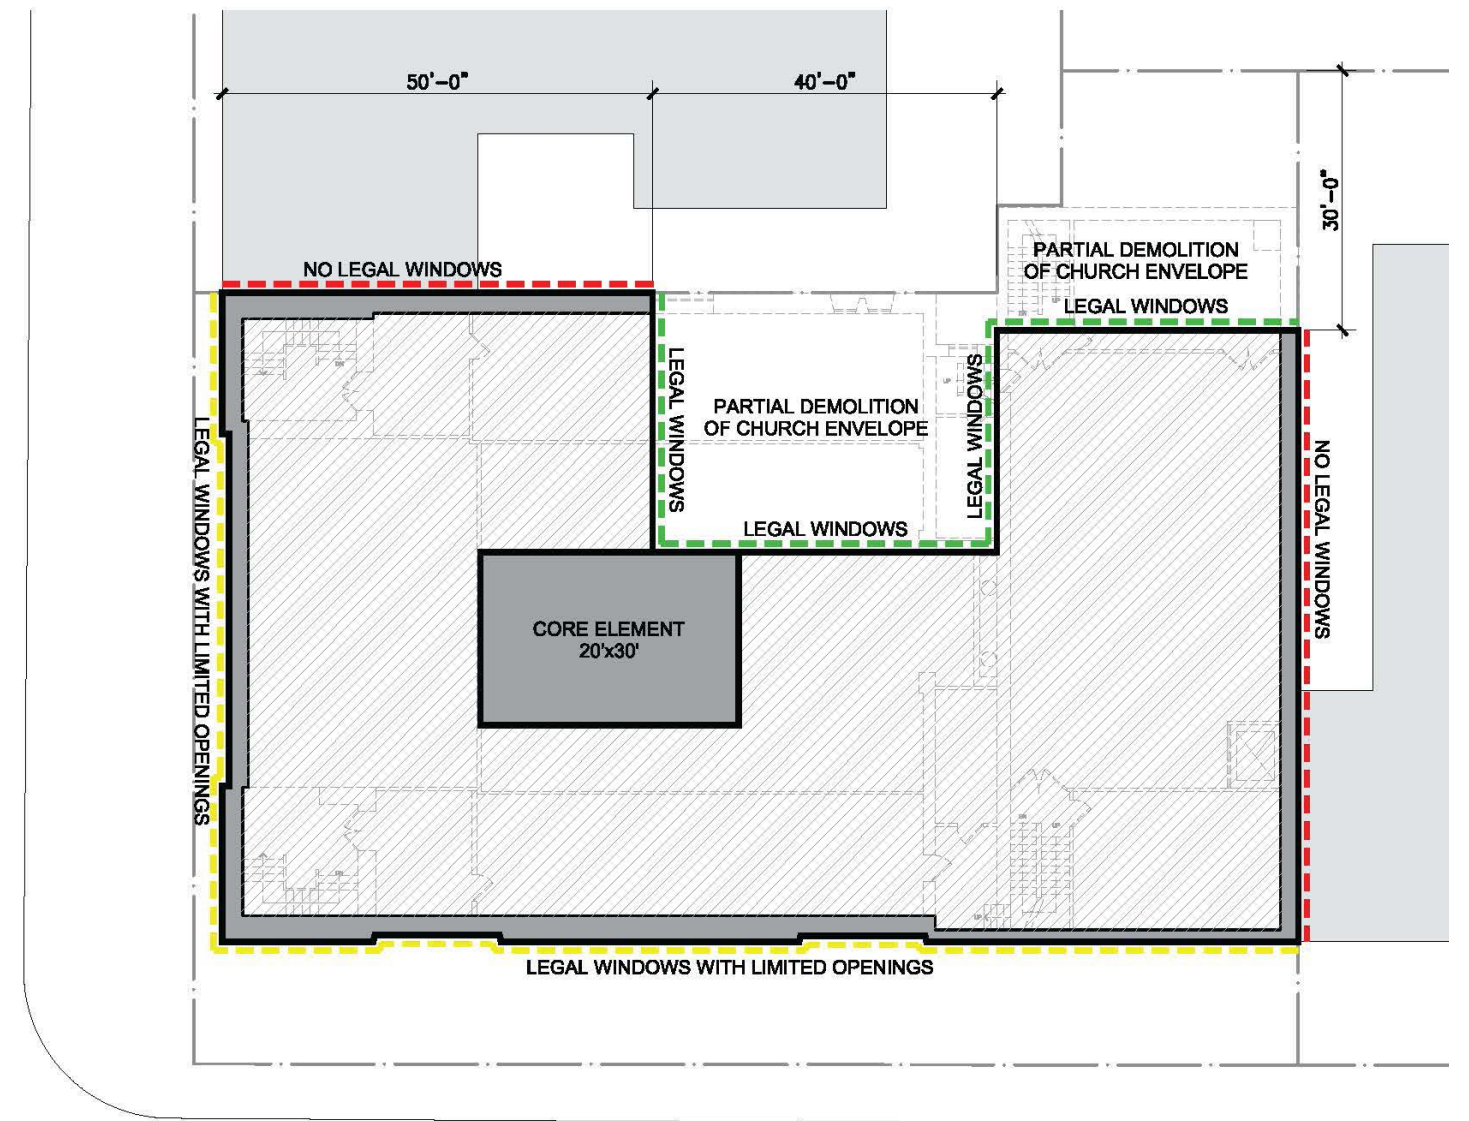 50'-0"
40'-0"
30'-0"
NO LEGAL WINDOWS
PARTIAL DEMOLITION
OF CHURCH ENVELOPE
LEGAL WINDOWS
LEGAL WINDOWS
PARTIAL DEMOLITION
OF CHURCH ENVELOPE
LEGAL WINDOWS
LEGAL WINDOWS
LEGAL WINDOWS WITH LIMITED OPENINGS
NO LEGAL WINDOWS
CORE ELEMENT
20'x30'
LEGAL WINDOWS WITH LIMITED OPENINGS